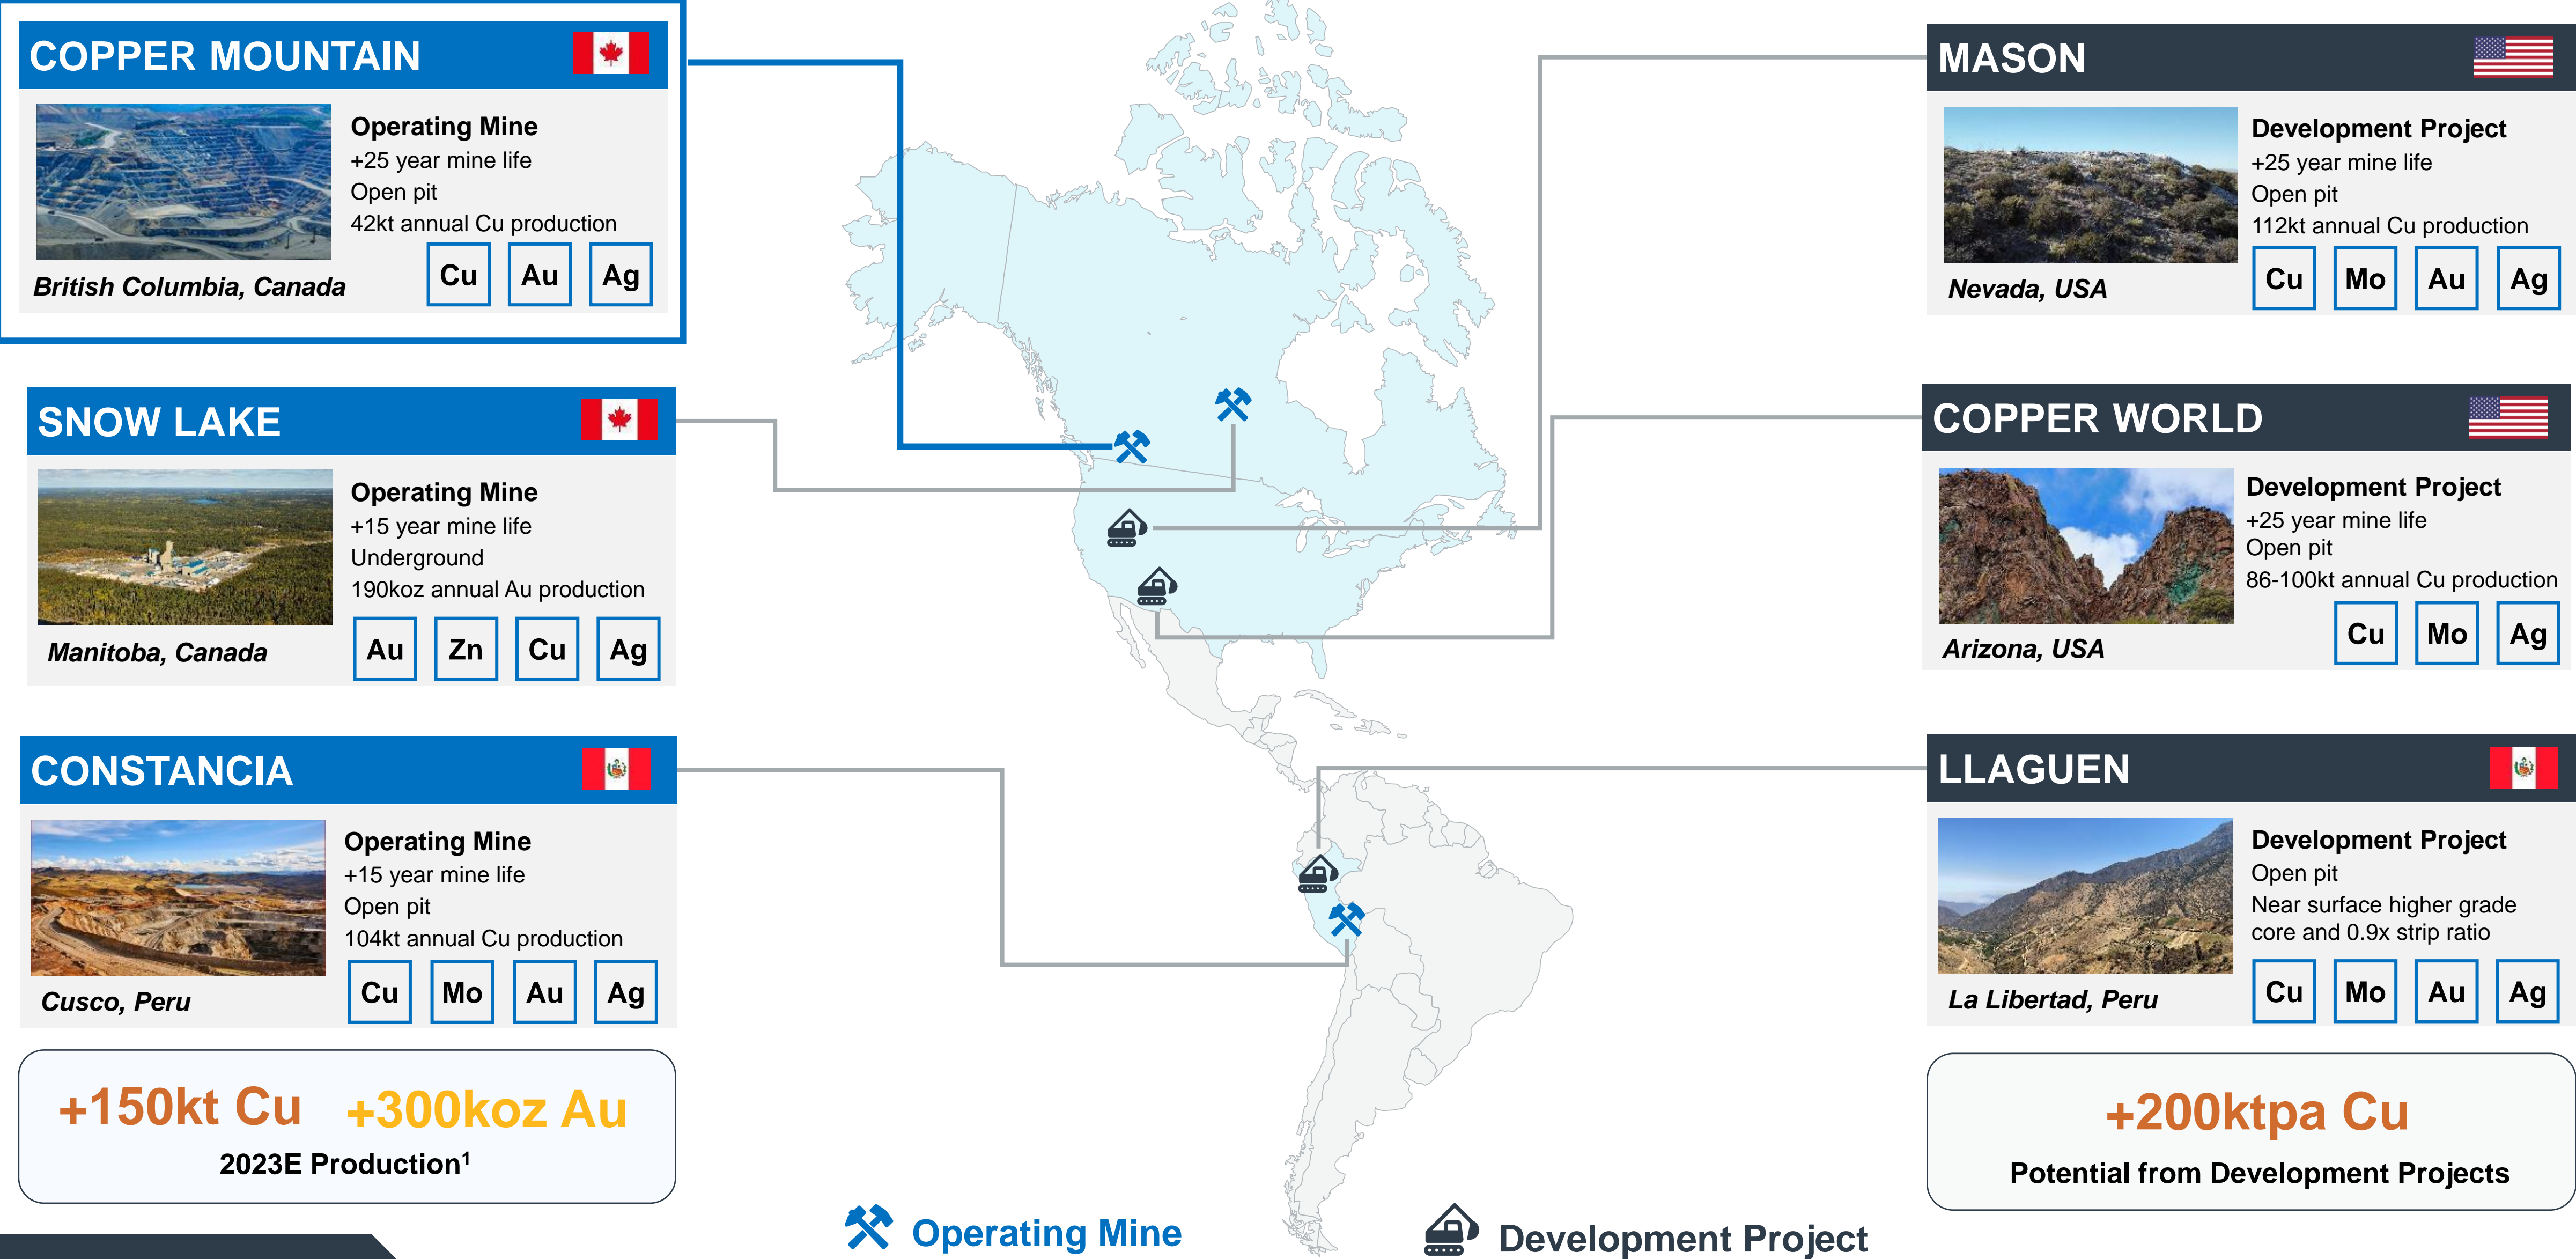 COPPER MOUNTAIN
Operating Mine
+25 year mine life
Open pit
42kt annual Cu production
British Columbia, Canada
Cu Au Ag
SNOW LAKE
Operating Mine
+15 year mine life
Underground
190koz annual Au production
Manitoba, Canada
Au Zn Cu Ag
CONSTANCIA
Operating Mine
+15 year mine life
Open pit
104kt annual Cu production
Cusco, Peru
Cu Mo Au Ag
+150kt Cu +300koz Au
2023E Production¹
MASON
Development Project
+25 year mine life
Open pit
112kt annual Cu production
Nevada, USA
Cu Mo Au Ag
COPPER WORLD
Development Project
+25 year mine life
Open pit
86-100kt annual Cu production
Arizona, USA
Cu Mo Ag
LLAGUEN
Development Project
Open pit
Near surface higher grade
core and 0.9x strip ratio
La Libertad, Peru
Cu Mo Au Ag
+200ktpa Cu
Potential from Development Projects
Operating Mine
Development Project